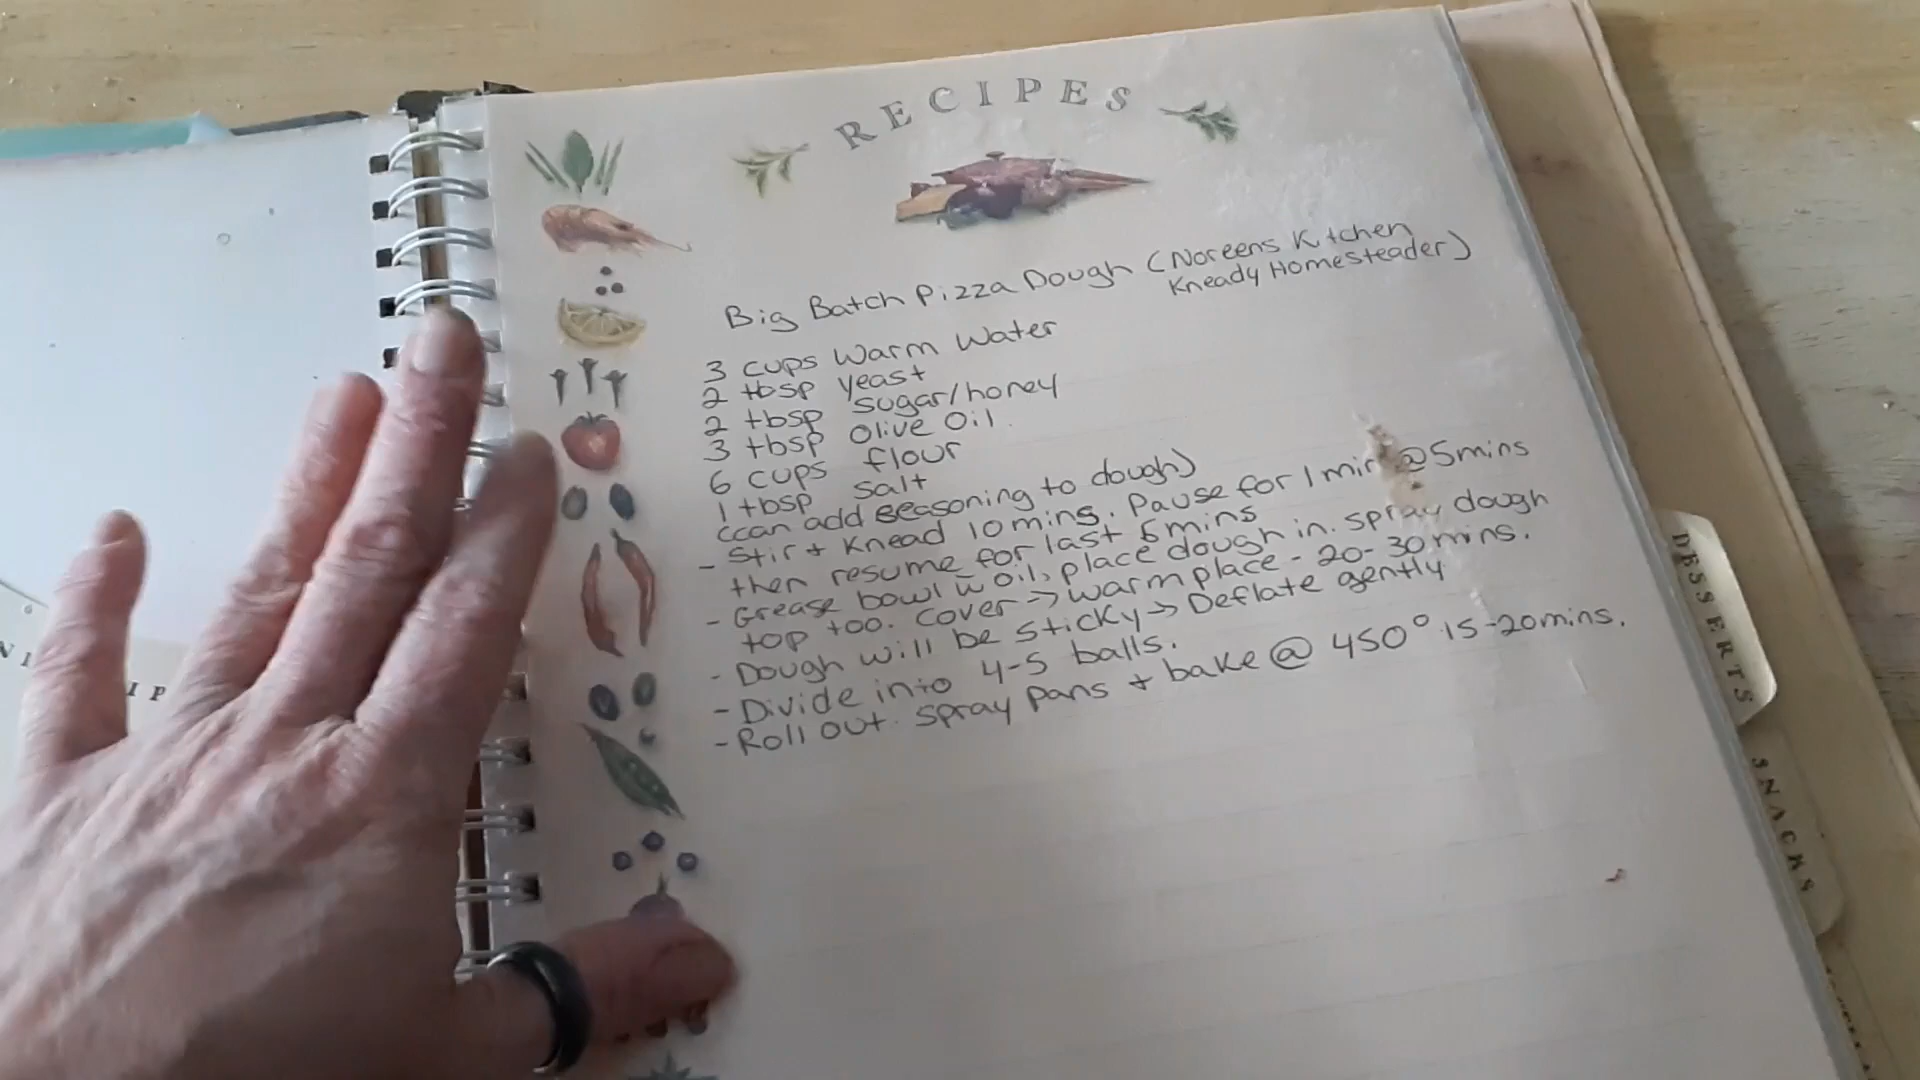 RECIPES
Big Batch Pizza Dough (Noreens Kitchen
Kneady Homesteader)
3 cups Warm Water
2 tbsp yeast
2 tbsp sugar/honey
3 tbsp Olive Oil.
6 cups flour
1 tbsp salt
(can add seasoning to dough)
- Stir + Knead 10 mins. Pause for 1 min @ 5mins
then resume for last 5 mins
- Grease bowl w oil, place dough in. spray dough
top too. Cover -> warm place - 20-30 mins.
- Dough will be sticky -> Deflate gently
- Divide into 4-5 balls.
- Roll out. spray pans + bake @ 450° 15-20mins.
DESSERTS
SNACKS